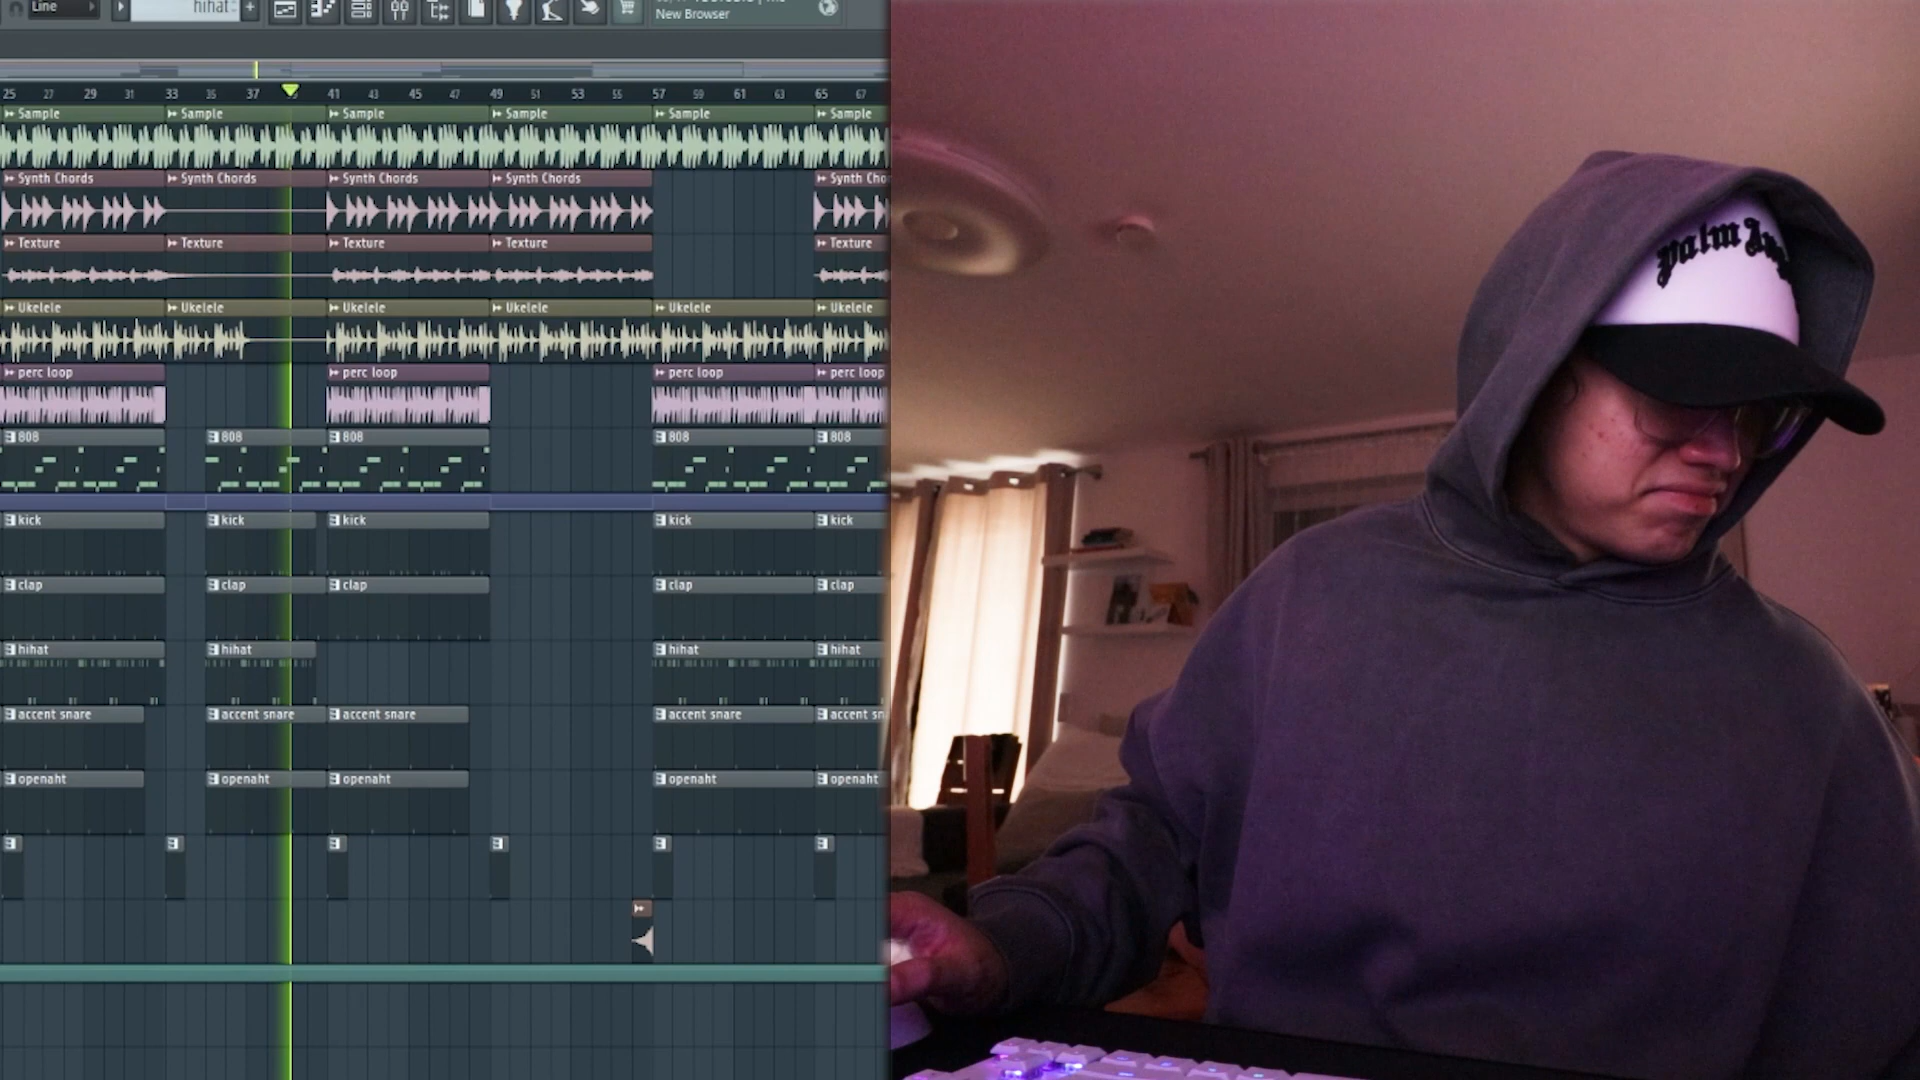 Line hihat
New Browser
25 27 29 31 33 35 37 41 43 45 47 49 51 53 55 57 59 61 63 65 67
Sample Sample Sample Sample Sample Sample
Synth Chords Synth Chords Synth Chords Synth Chords Synth Cho
Texture Texture Texture Texture Texture
Ukelele Ukelele Ukelele Ukelele Ukelele Ukelele
perc loop perc loop perc loop perc loop
808 808 808 808 808
kick kick kick kick kick
clap clap clap clap clap
hihat hihat hihat hihat
accent snare accent snare accent snare accent snare accent sn
openaht openaht openaht openaht openaht
Palm